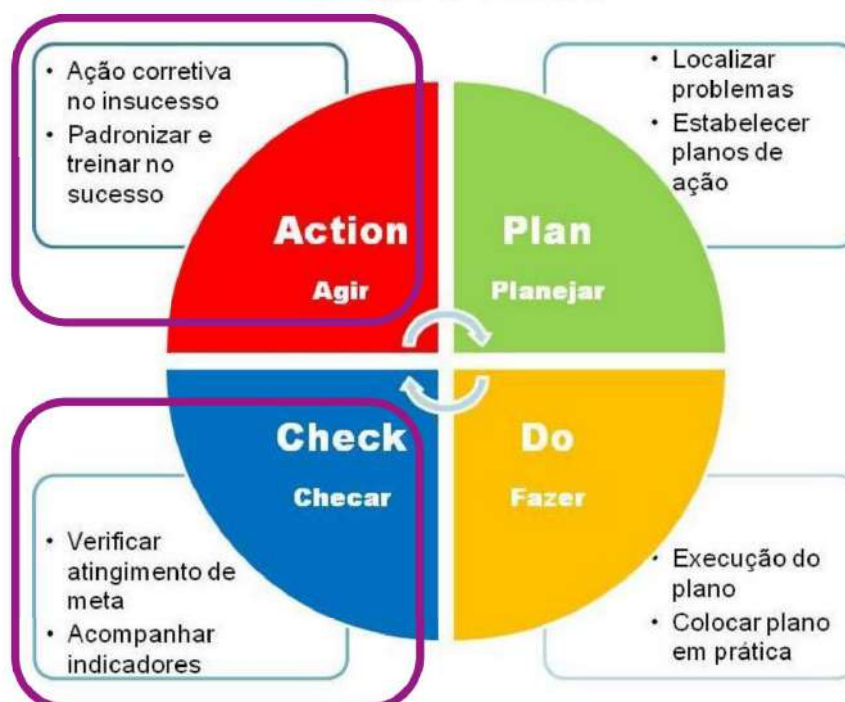 • Ação corretiva
no insucesso
• Padronizar e
treinar no
sucesso
Action
Agir
Plan
Planejar
• Localizar
problemas
• Estabelecer
planos de
ação
Check
Checar
• Verificar
atingimento de
meta
• Acompanhar
indicadores
Do
Fazer
• Execução do
plano
• Colocar plano
em prática